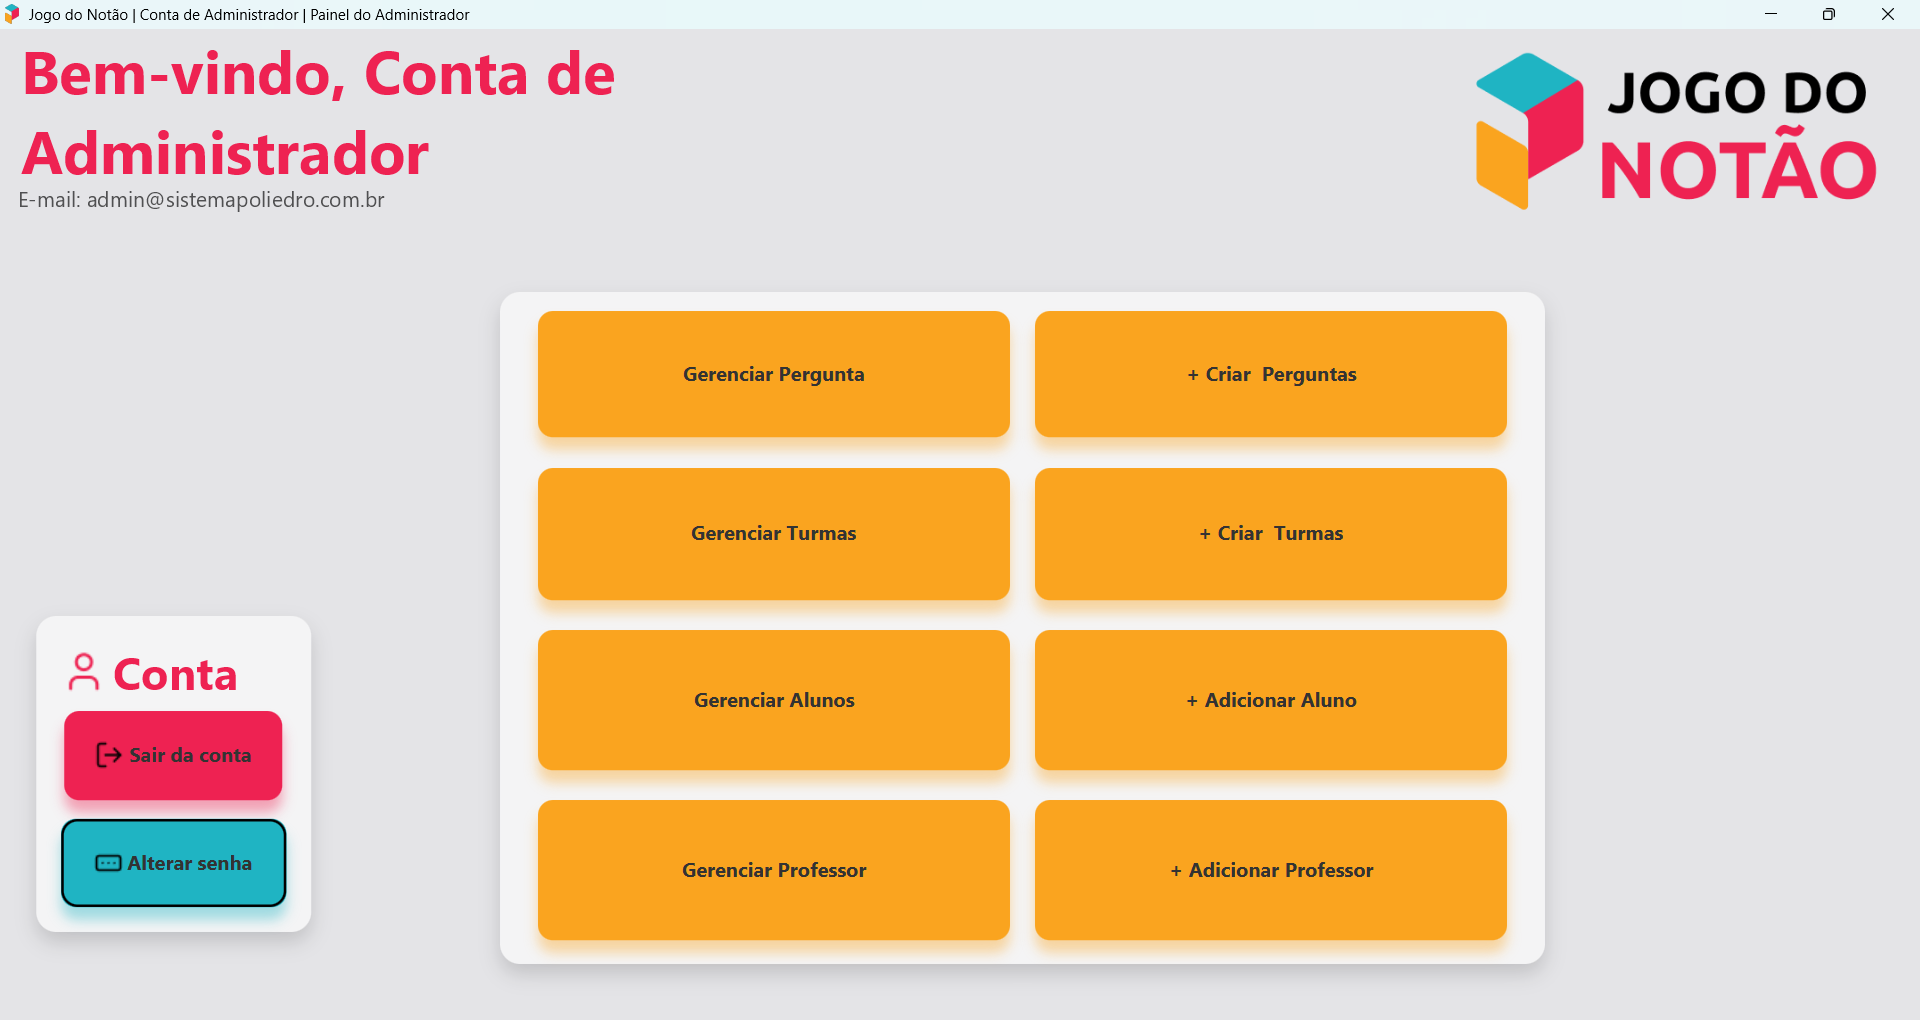 Jogo do Notão | Conta de Administrador | Painel do Administrador
Bem-vindo, Conta de
Administrador
E-mail: admin@sistemapoliedro.com.br
JOGO DO
NOTÃO
Gerenciar Pergunta
+ Criar  Perguntas
Gerenciar Turmas
+ Criar  Turmas
Gerenciar Alunos
+ Adicionar Aluno
Gerenciar Professor
+ Adicionar Professor
Conta
Sair da conta
Alterar senha